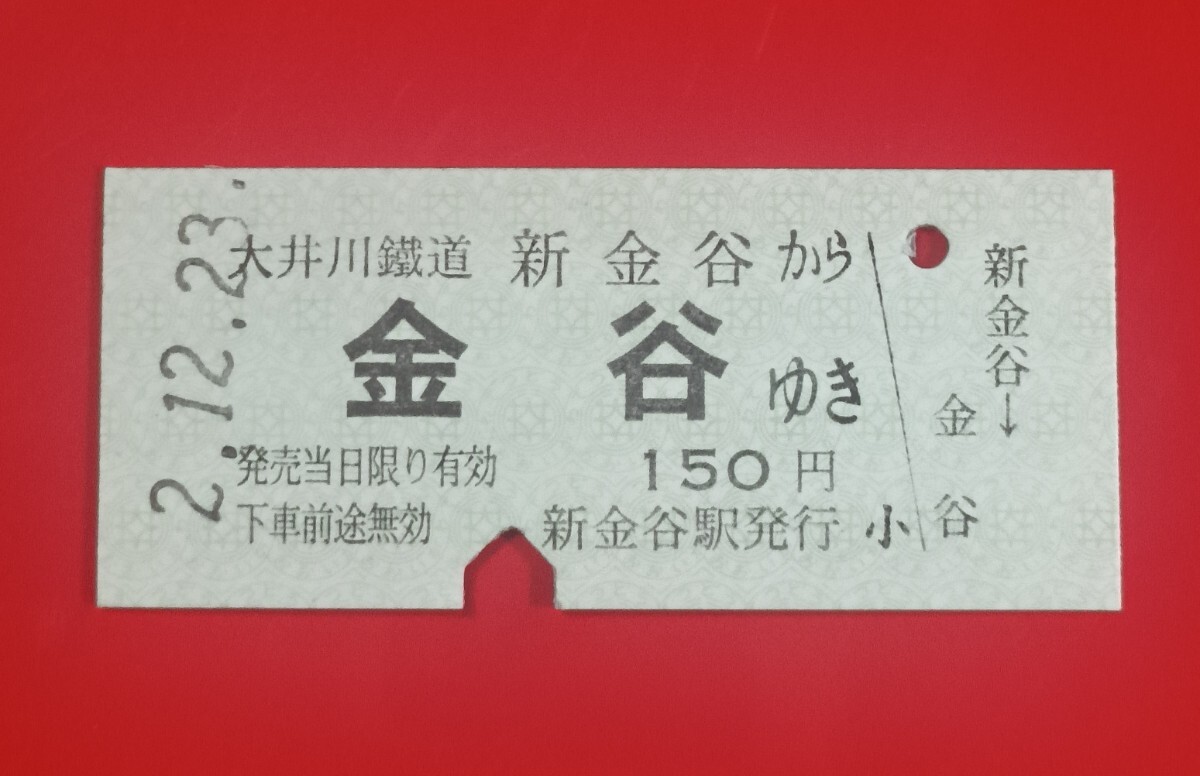 2.12.23.
大井川鐵道 新金谷から
金谷ゆき
発売当日限り有効 150円
下車前途無効 新金谷駅発行 小
新金谷→
金谷